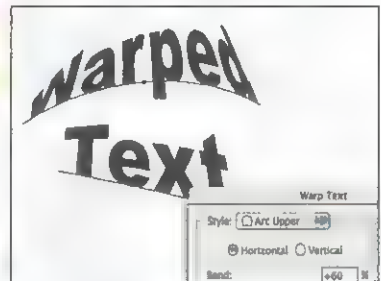 Warped
Text
Warp Text
Style: Arc Upper
Horizontal Vertical
Bend: +60 %